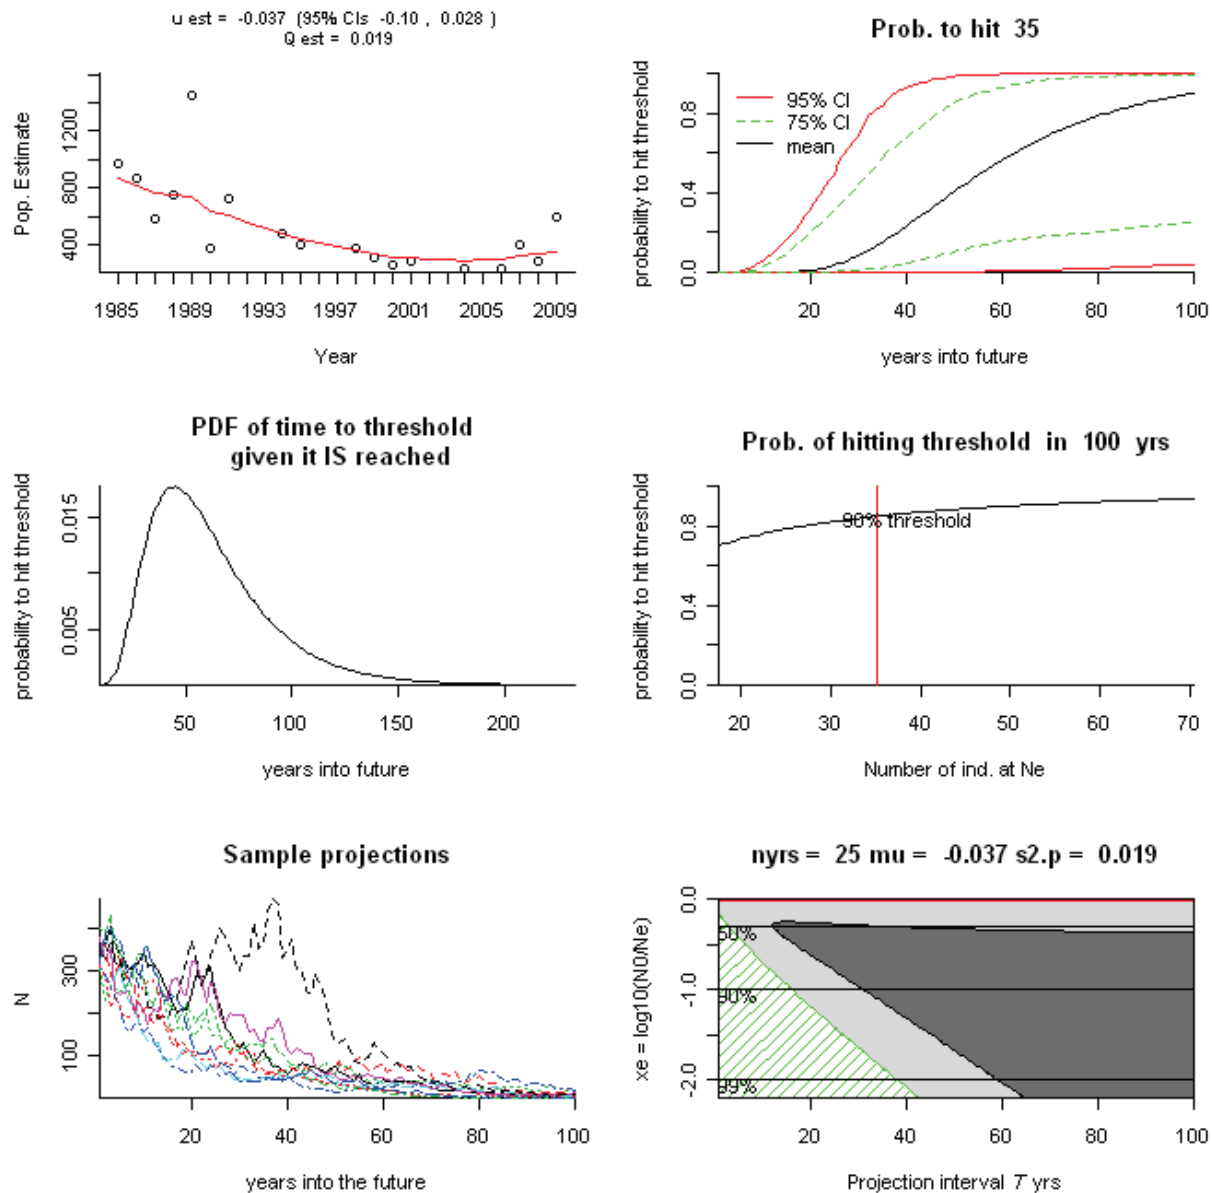 u est = -0.037 (95% CIs -0.10 , 0.028 )
Q est = 0.019
Pop. Estimate
1200
800
400
1985 1989 1993 1997 2001 2005 2009
Year
Prob. to hit 35
probability to hit threshold
0.8
0.4
0.0
95% CI
75% CI
mean
20 40 60 80 100
years into future
PDF of time to threshold
given it IS reached
probability to hit threshold
0.015
0.005
50 100 150 200
years into future
Prob. of hitting threshold in 100 yrs
probability to hit threshold
0.8
0.4
0.0
90% threshold
20 30 40 50 60 70
Number of ind. at Ne
Sample projections
N
300
100
20 40 60 80 100
years into the future
nyrs = 25 mu = -0.037 s2.p = 0.019
xe = log10(N0/Ne)
0.0
-1.0
-2.0
50%
90%
99%
20 40 60 80 100
Projection interval T yrs